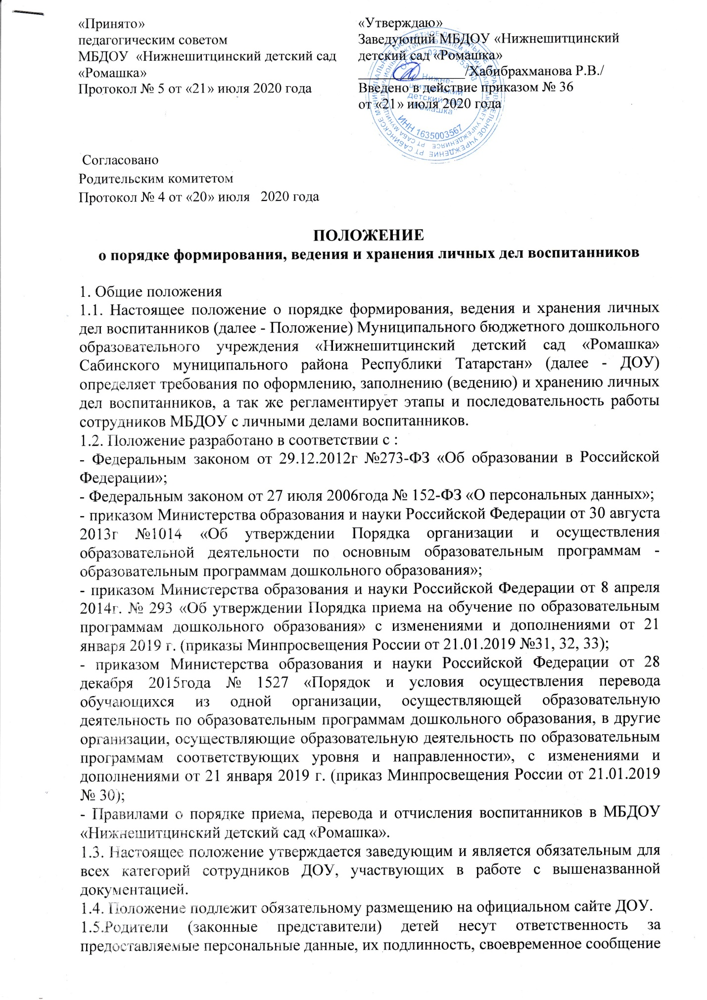 «Принято»
педагогическим советом
МБДОУ «Нижнешитцинский детский сад
«Ромашка»
Протокол № 5 от «21» июля 2020 года
«Утверждаю»
Заведующий МБДОУ «Нижнешитцинский
детский сад «Ромашка»
________________/Хабибрахманова Р.В./
Введено в действие приказом № 36
от «21» июля 2020 года
Нижне-
шитцинский
детский сад
"Ромашка"
ИНН 1635003567
Согласовано
Родительским комитетом
Протокол № 4 от «20» июля 2020 года
ПОЛОЖЕНИЕ
о порядке формирования, ведения и хранения личных дел воспитанников
1. Общие положения
1.1. Настоящее положение о порядке формирования, ведения и хранения личных
дел воспитанников (далее - Положение) Муниципального бюджетного дошкольного
образовательного учреждения «Нижнешитцинский детский сад «Ромашка»
Сабинского муниципального района Республики Татарстан» (далее - ДОУ)
определяет требования по оформлению, заполнению (ведению) и хранению личных
дел воспитанников, а так же регламентирует этапы и последовательность работы
сотрудников МБДОУ с личными делами воспитанников.
1.2. Положение разработано в соответствии с :
- Федеральным законом от 29.12.2012г №273-ФЗ «Об образовании в Российской
Федерации»;
- Федеральным законом от 27 июля 2006года № 152-ФЗ «О персональных данных»;
- приказом Министерства образования и науки Российской Федерации от 30 августа
2013г №1014 «Об утверждении Порядка организации и осуществления
образовательной деятельности по основным образовательным программам -
образовательным программам дошкольного образования»;
- приказом Министерства образования и науки Российской Федерации от 8 апреля
2014г. № 293 «Об утверждении Порядка приема на обучение по образовательным
программам дошкольного образования» с изменениями и дополнениями от 21
января 2019 г. (приказы Минпросвещения России от 21.01.2019 №31, 32, 33);
- приказом Министерства образования и науки Российской Федерации от 28
декабря 2015года № 1527 «Порядок и условия осуществления перевода
обучающихся из одной организации, осуществляющей образовательную
деятельность по образовательным программам дошкольного образования, в другие
организации, осуществляющие образовательную деятельность по образовательным
программам соответствующих уровня и направленности», с изменениями и
дополнениями от 21 января 2019 г. (приказ Минпросвещения России от 21.01.2019
№ 30);
- Правилами о порядке приема, перевода и отчисления воспитанников в МБДОУ
«Нижнешитцинский детский сад «Ромашка».
1.3. Настоящее положение утверждается заведующим и является обязательным для
всех категорий сотрудников ДОУ, участвующих в работе с вышеназванной
документацией.
1.4. Положение подлежит обязательному размещению на официальном сайте ДОУ.
1.5.Родители (законные представители) детей несут ответственность за
предоставляемые персональные данные, их подлинность, своевременное сообщение